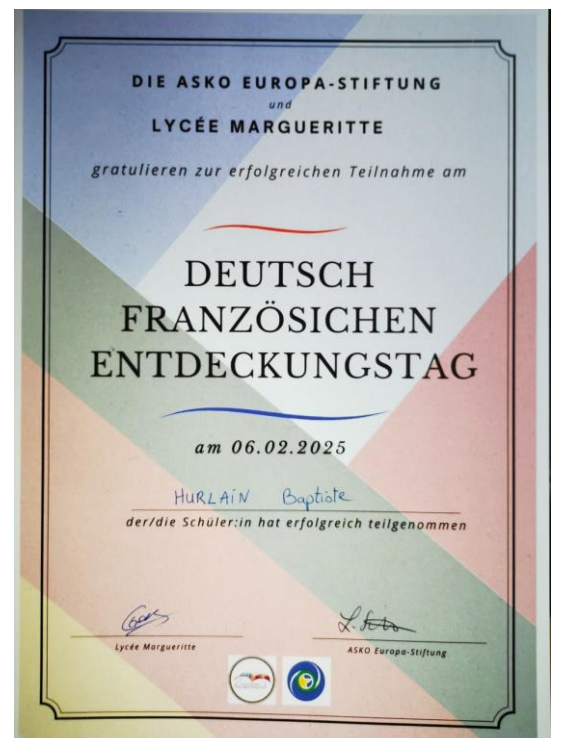 DIE ASKO EUROPA-STIFTUNG
und
LYCÉE MARGUERITTE
gratulieren zur erfolgreichen Teilnahme am
DEUTSCH
FRANZÖSICHEN
ENTDECKUNGSTAG
am 06.02.2025
HURLAIN Baptiste
der/die Schüler:in hat erfolgreich teilgenommen
Lycée Margueritte
ASKO Europa-Stiftung